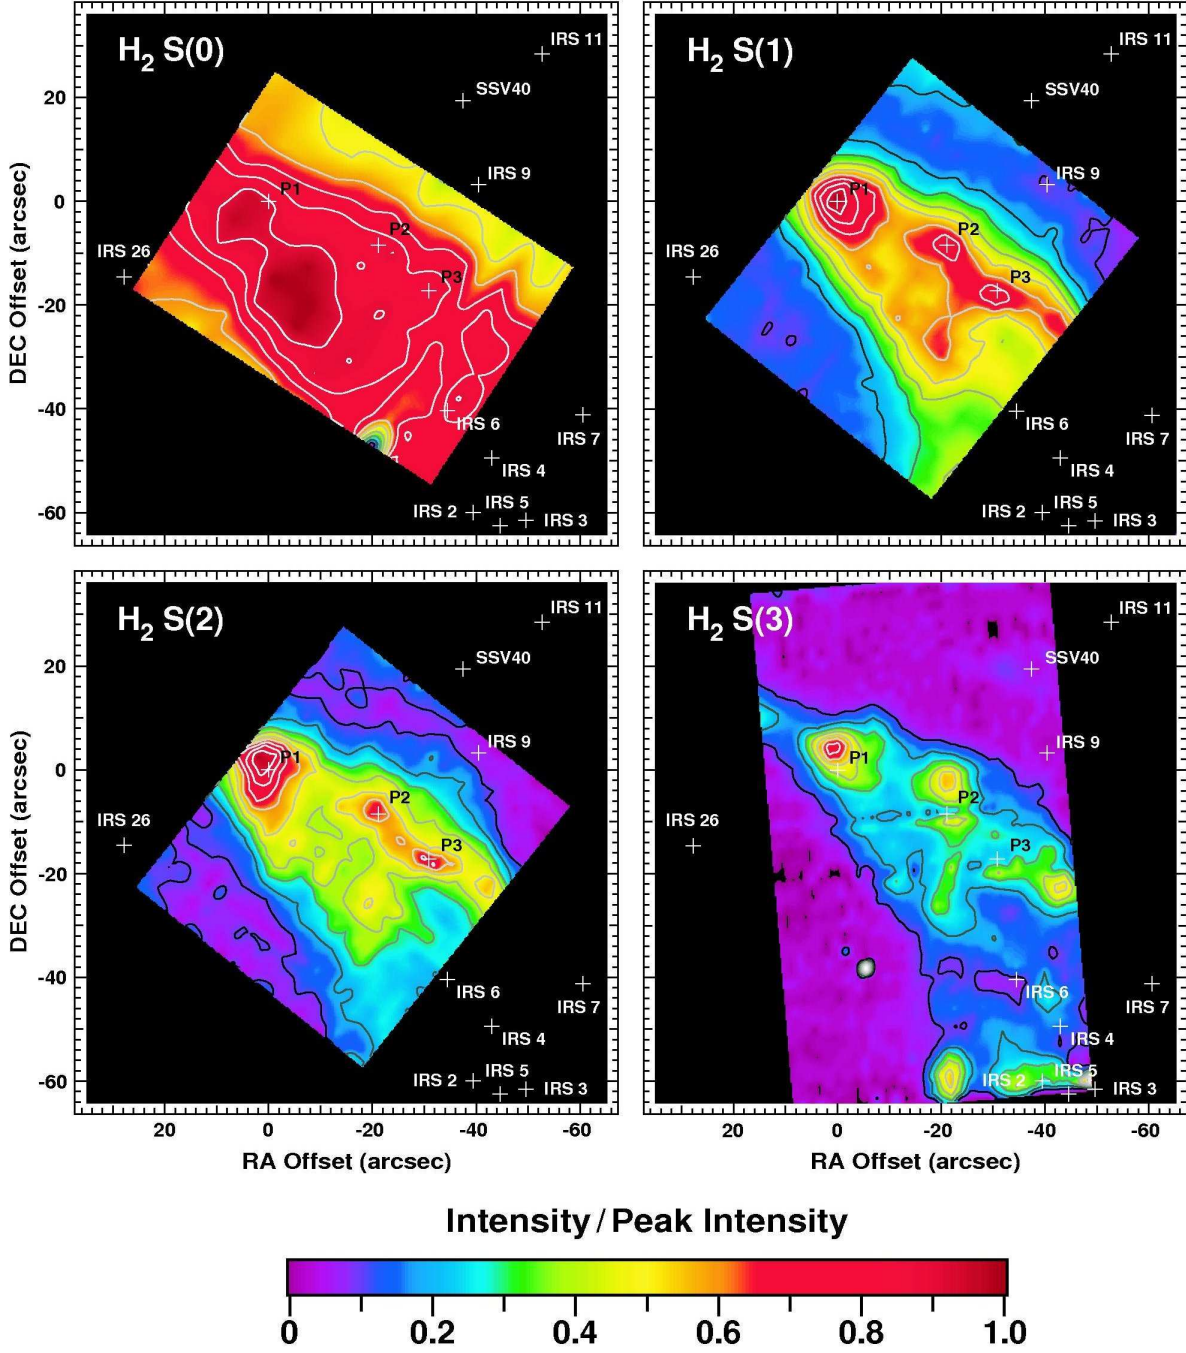 H2 S(0)
IRS 11
SSV40
IRS 9
P1
P2
P3
IRS 26
IRS 6
IRS 7
IRS 4
IRS 5
IRS 2
IRS 3
20
0
-20
-40
-60
DEC Offset (arcsec)
H2 S(1)
IRS 11
SSV40
IRS 9
P1
P2
P3
IRS 26
IRS 6
IRS 7
IRS 4
IRS 5
IRS 2
IRS 3
H2 S(2)
IRS 11
SSV40
IRS 9
P1
P2
P3
IRS 26
IRS 6
IRS 7
IRS 4
IRS 5
IRS 2
IRS 3
20
0
-20
-40
-60
DEC Offset (arcsec)
20 0 -20 -40 -60
RA Offset (arcsec)
H2 S(3)
IRS 11
SSV40
IRS 9
P1
P2
P3
IRS 26
IRS 6
IRS 7
IRS 4
IRS 5
IRS 2
IRS 3
20 0 -20 -40 -60
RA Offset (arcsec)
Intensity / Peak Intensity
0 0.2 0.4 0.6 0.8 1.0